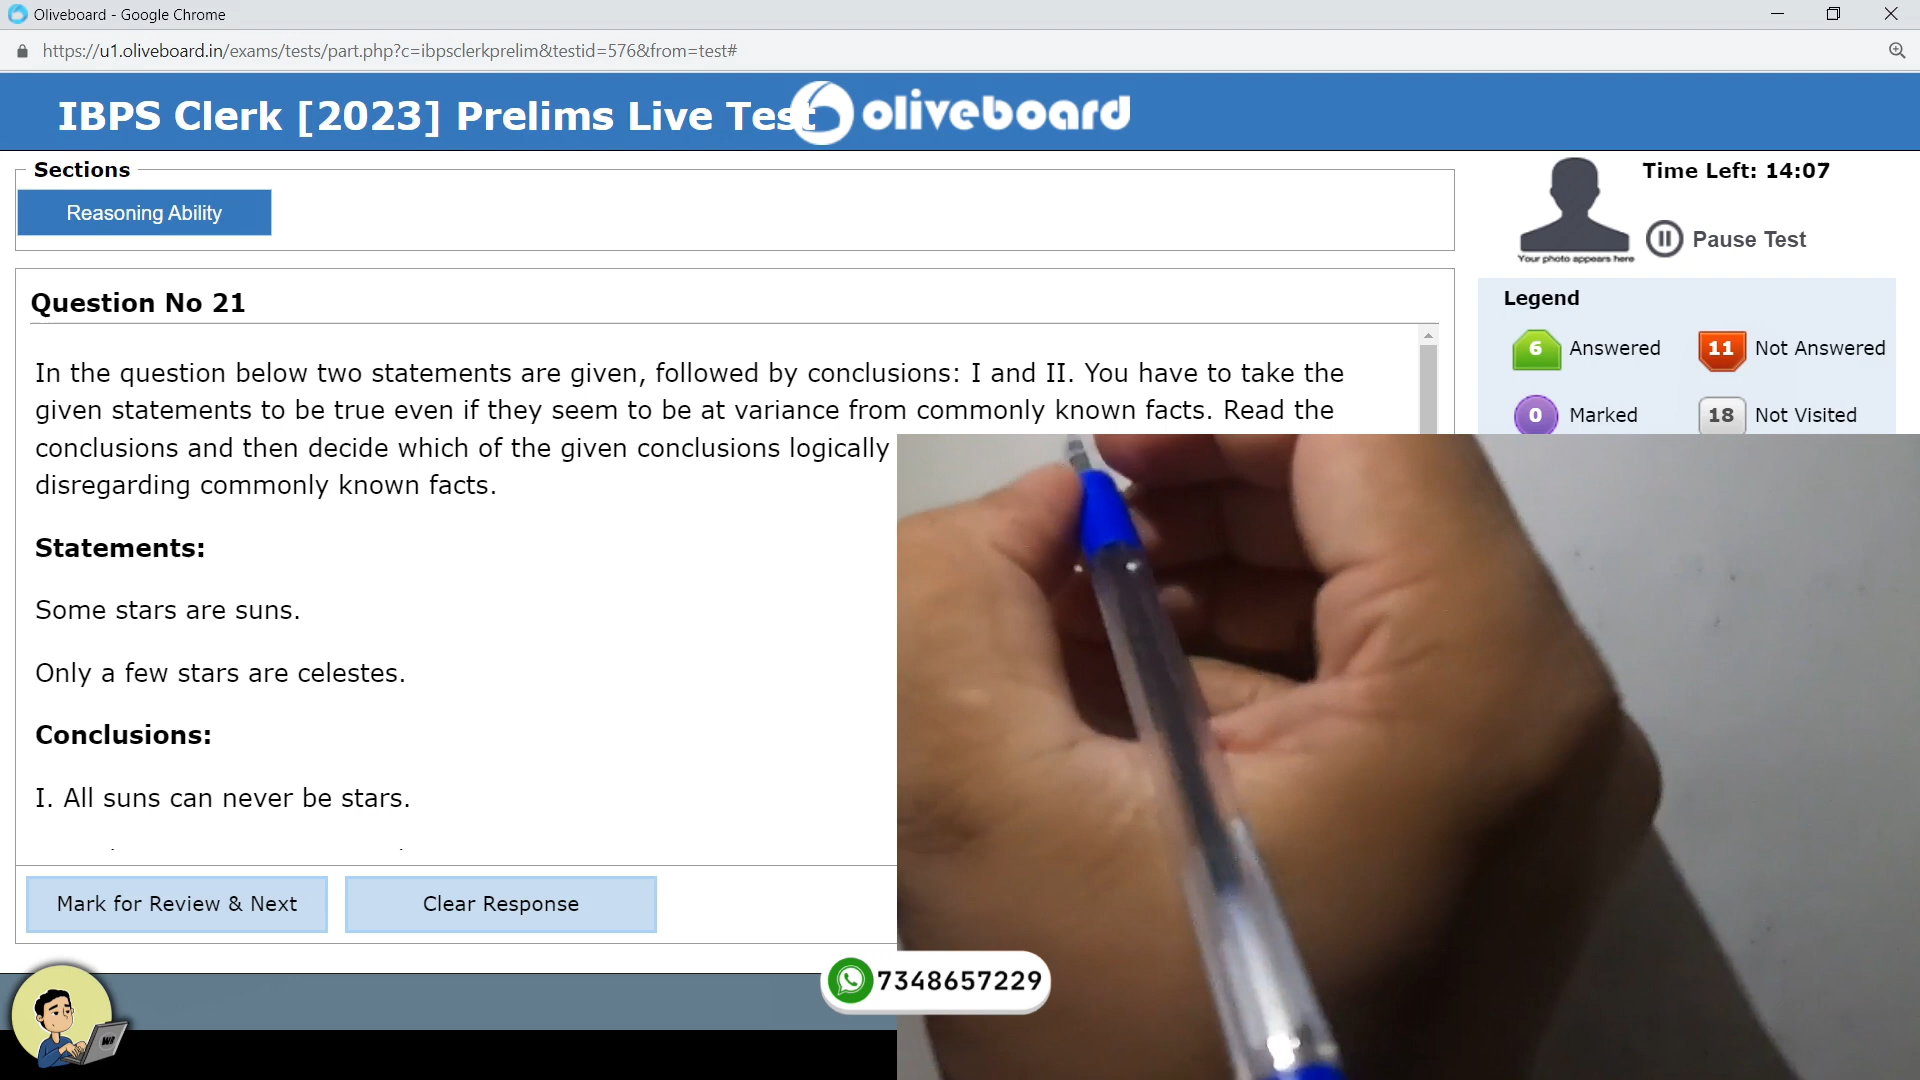 Oliveboard - Google Chrome
https://u1.oliveboard.in/exams/tests/part.php?c=ibpsclerkprelim&testid=576&from=test#
IBPS Clerk [2023] Prelims Live Test
oliveboard
Sections
Reasoning Ability
Your photo appears here
Time Left: 14:07
Pause Test
Question No 21
Legend
6 Answered
11 Not Answered
0 Marked
18 Not Visited
In the question below two statements are given, followed by conclusions: I and II. You have to take the
given statements to be true even if they seem to be at variance from commonly known facts. Read the
conclusions and then decide which of the given conclusions logically
disregarding commonly known facts.
Statements:
Some stars are suns.
Only a few stars are celestes.
Conclusions:
I. All suns can never be stars.
Mark for Review & Next
Clear Response
7348657229